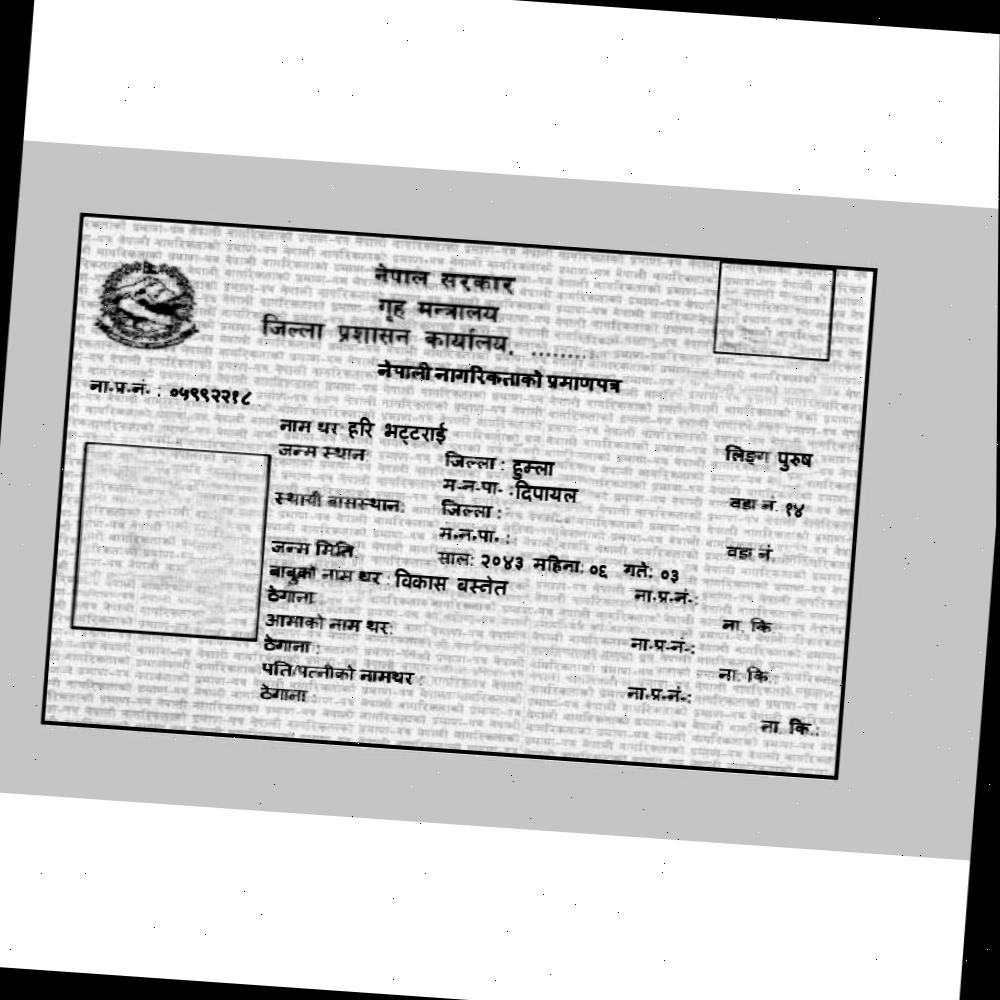 नेपाल सरकार
गृह मन्त्रालय
जिल्ला प्रशासन कार्यालय, ........
नेपाली नागरिकताको प्रमाणपत्र
ना.प्र.नं. : ०५९९२२१८
नाम थर हरि भट्टराई लिङ्ग पुरुष
जन्म स्थान: जिल्ला : हुम्ला
म.न.पा. :दिपायल वडा नं. १४
स्थायी बासस्थान: जिल्ला :
म.न.पा. : वडा नं.
जन्म मिति: साल: २०४३ महिना: ०६ गते: ०३
बाबुको नाम थर : विकास बस्नेत ना.प्र.नं.:
ठेगाना: ना. कि.:
आमाको नाम थर: ना.प्र.नं.:
ठेगाना : ना. कि.:
पति/पत्नीको नामथर : ना.प्र.नं.:
ठेगाना : ना. कि.: